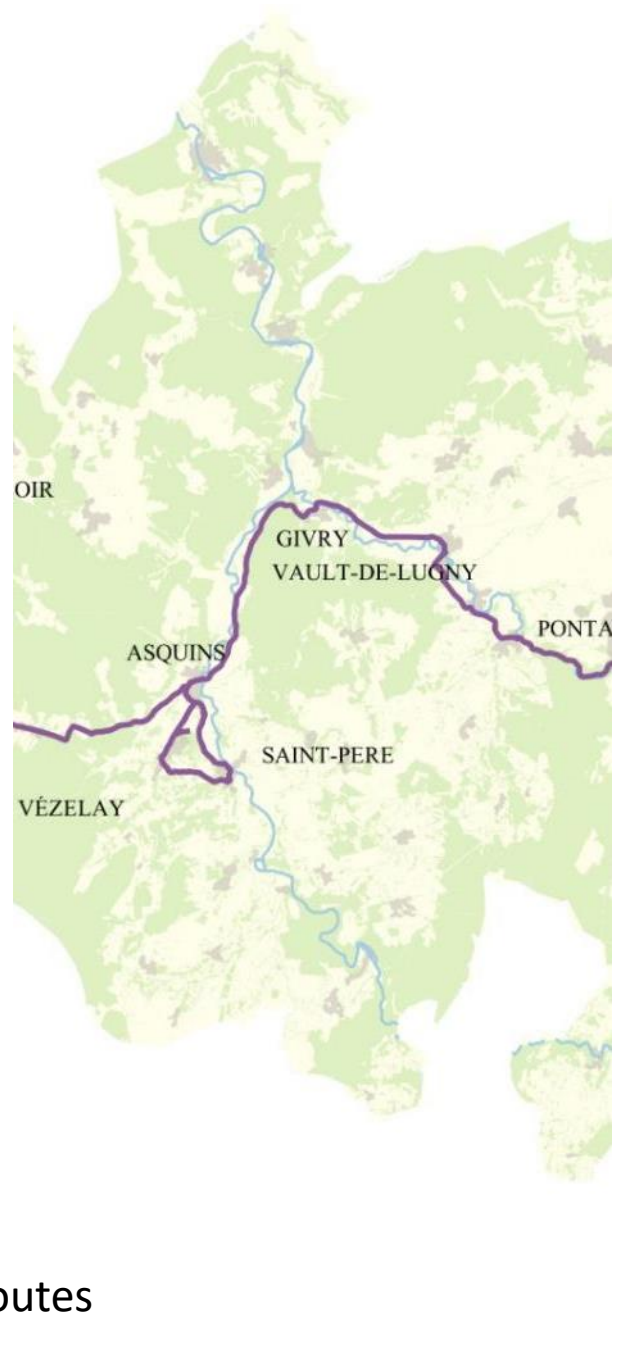 OIR
GIVRY
VAULT-DE-LUGNY
PONTA
ASQUINS
SAINT-PERE
VÉZELAY
outes